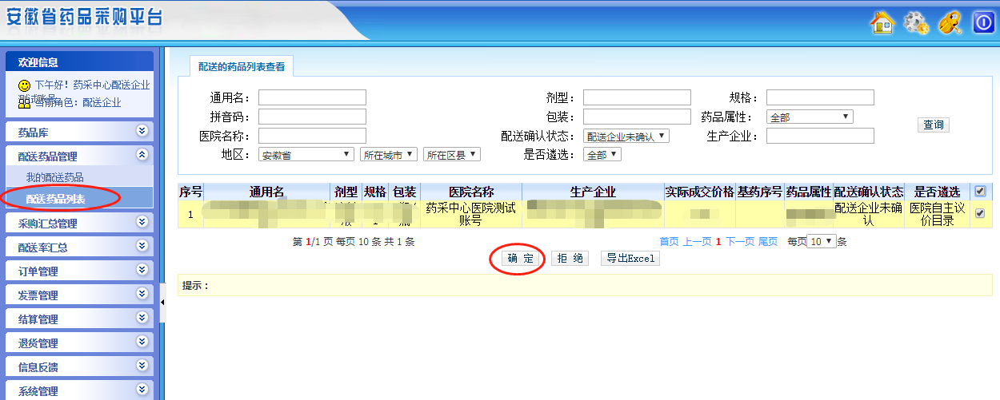 安徽省药品采购平台
欢迎信息
下午好！药采中心配送企业
测试账号
当前角色：配送企业
药品库
配送药品管理
我的配送药品
配送药品列表
采购汇总管理
配送率汇总
订单管理
发票管理
结算管理
退货管理
信息反馈
系统管理
配送的药品列表查看
通用名： 剂型： 规格：
拼音码： 包装： 药品属性： 全部
医院名称： 配送确认状态： 配送企业未确认 生产企业：
地区： 安徽省 所在城市 所在区县 是否遴选： 全部
查询
序号 通用名 剂型 规格 包装 医院名称 生产企业 实际成交价格 基药序号 药品属性 配送确认状态 是否遴选
1 药采中心医院测试账号 配送企业未确认 医院自主议价目录
第 1/1 页 每页 10 条 共 1 条 首页 上一页 1 下一页 尾页 每页 10 条
确 定 拒 绝 导出Excel
提示：